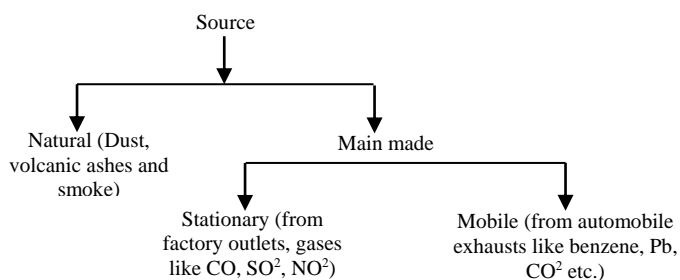 Source
Natural (Dust,
volcanic ashes and
smoke)
Main made
Stationary (from
factory outlets, gases
like CO, SO², NO²)
Mobile (from automobile
exhausts like benzene, Pb,
CO² etc.)